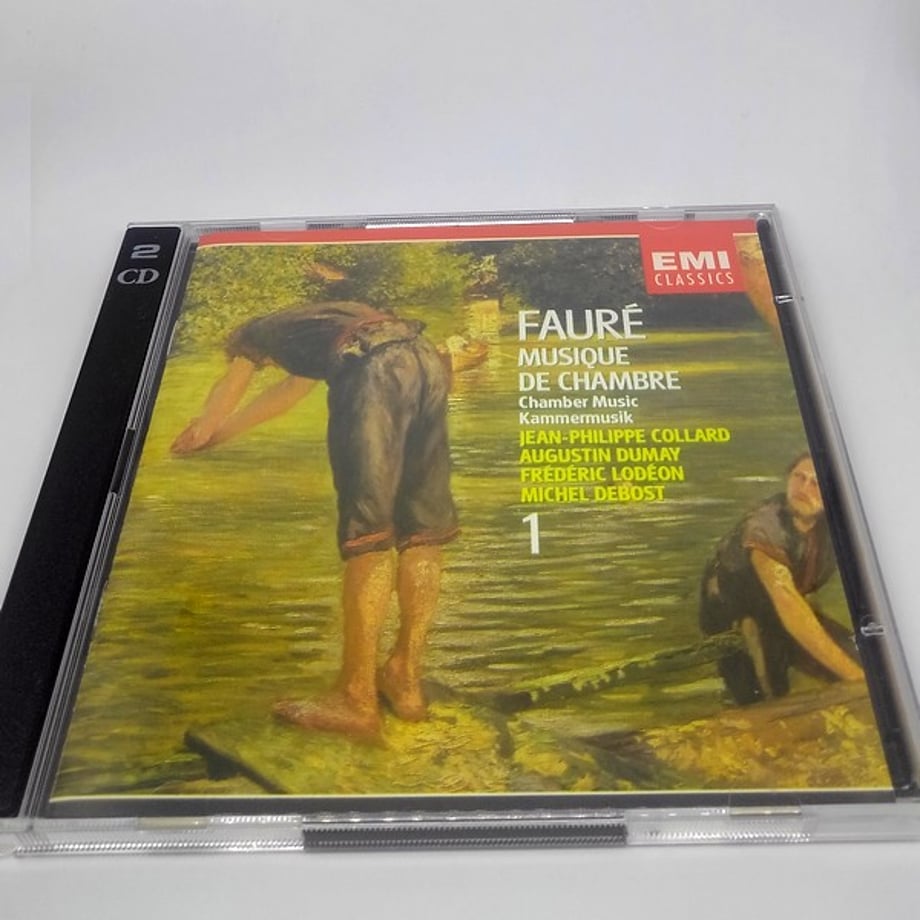 2
CD
EMI
CLASSICS
FAURÉ
MUSIQUE
DE CHAMBRE
Chamber Music
Kammermusik
JEAN-PHILIPPE COLLARD
AUGUSTIN DUMAY
FRÉDÉRIC LODÉON
MICHEL DEBOST
1